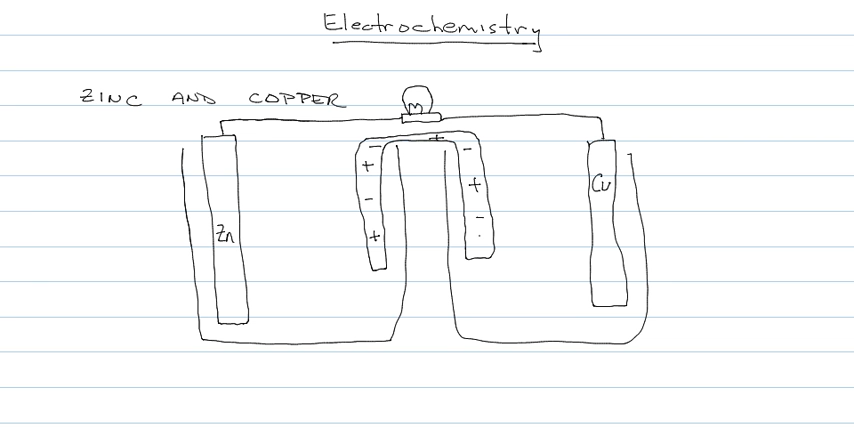 Electrochemistry
ZINC AND COPPER
+
- -
+ +
Cu
- -
Zn +